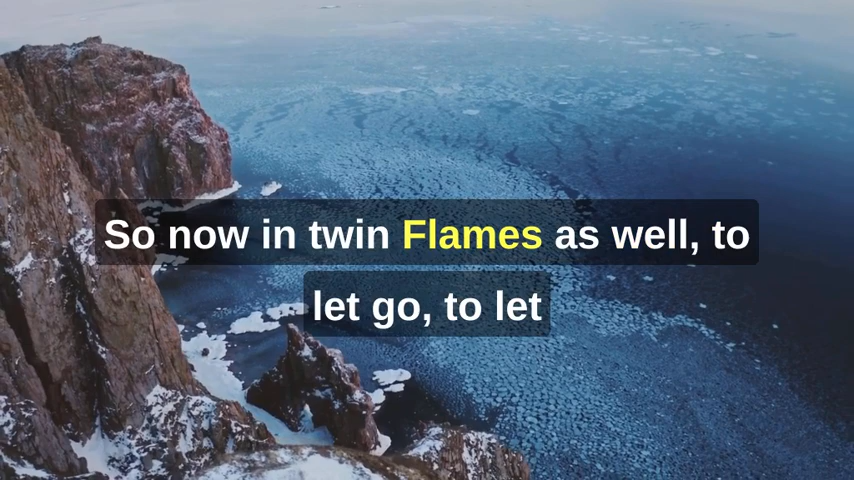 So now in twin Flames as well, to
let go, to let